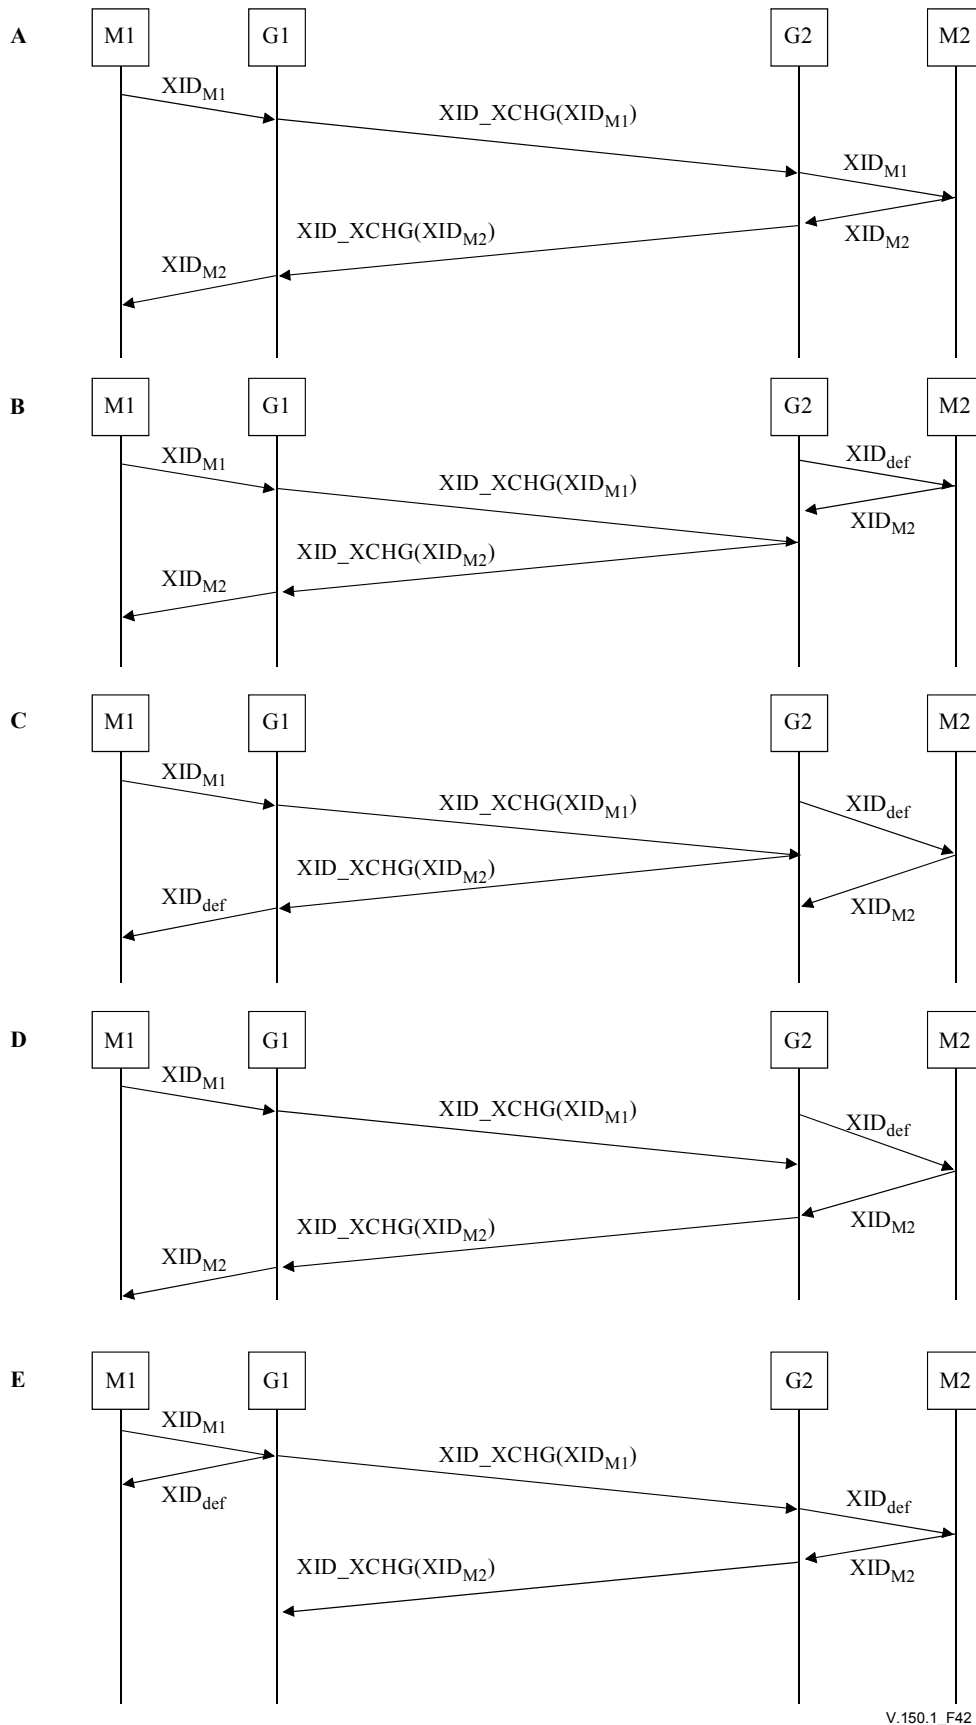 A M1 G1 G2 M2
XID_M1
XID_XCHG(XID_M1)
XID_M1
XID_XCHG(XID_M2)
XID_M2
XID_M2
B M1 G1 G2 M2
XID_M1
XID_def
XID_XCHG(XID_M1)
XID_M2
XID_XCHG(XID_M2)
XID_M2
C M1 G1 G2 M2
XID_M1
XID_XCHG(XID_M1)
XID_def
XID_XCHG(XID_M2)
XID_def
XID_M2
D M1 G1 G2 M2
XID_M1
XID_XCHG(XID_M1)
XID_def
XID_XCHG(XID_M2)
XID_M2
XID_M2
E M1 G1 G2 M2
XID_M1
XID_XCHG(XID_M1)
XID_def
XID_def
XID_XCHG(XID_M2)
XID_M2
V.150.1_F42